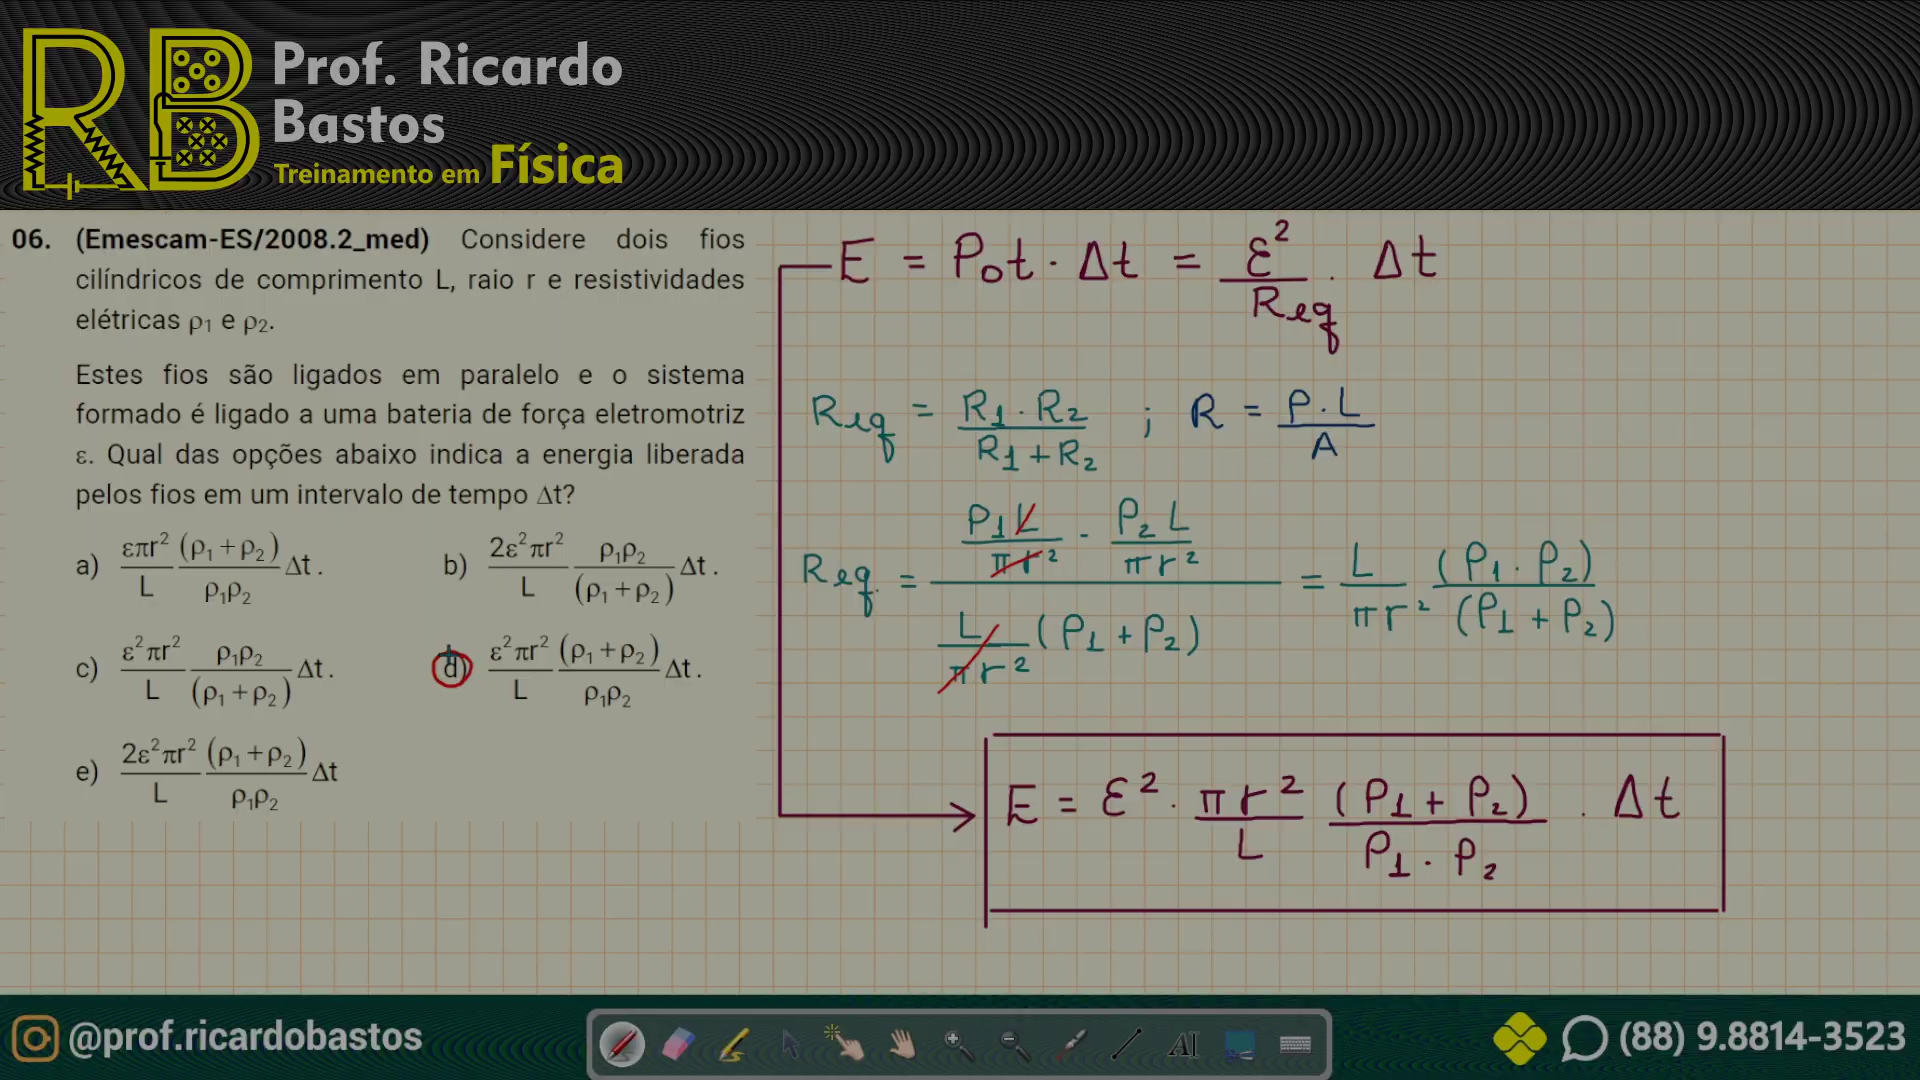 RB
Prof. Ricardo
Bastos
Treinamento em Física
06. (Emescam-ES/2008.2_med) Considere dois fios
cilíndricos de comprimento L, raio r e resistividades
elétricas ρ₁ e ρ₂.
Estes fios são ligados em paralelo e o sistema
formado é ligado a uma bateria de força eletromotriz
ε. Qual das opções abaixo indica a energia liberada
pelos fios em um intervalo de tempo Δt?
a) επr²/L (ρ₁+ρ₂)/ρ₁ρ₂ Δt.
b) 2ε²πr²/L ρ₁ρ₂/(ρ₁+ρ₂) Δt.
c) ε²πr²/L ρ₁ρ₂/(ρ₁+ρ₂) Δt.
d) ε²πr²/L (ρ₁+ρ₂)/ρ₁ρ₂ Δt.
e) 2ε²πr²/L (ρ₁+ρ₂)/ρ₁ρ₂ Δt
E = Pot · Δt = ε²/Req · Δt
Req = R₁·R₂/R₁+R₂ ; R = ρ·L/A
Req = (ρ₁L/πr² · ρ₂L/πr²)/(L/πr² (ρ₁+ρ₂)) = L/πr² (ρ₁·ρ₂)/(ρ₁+ρ₂)
E = ε² · πr²/L (ρ₁+ρ₂)/ρ₁·ρ₂ · Δt
@prof.ricardobastos
AI
(88) 9.8814-3523